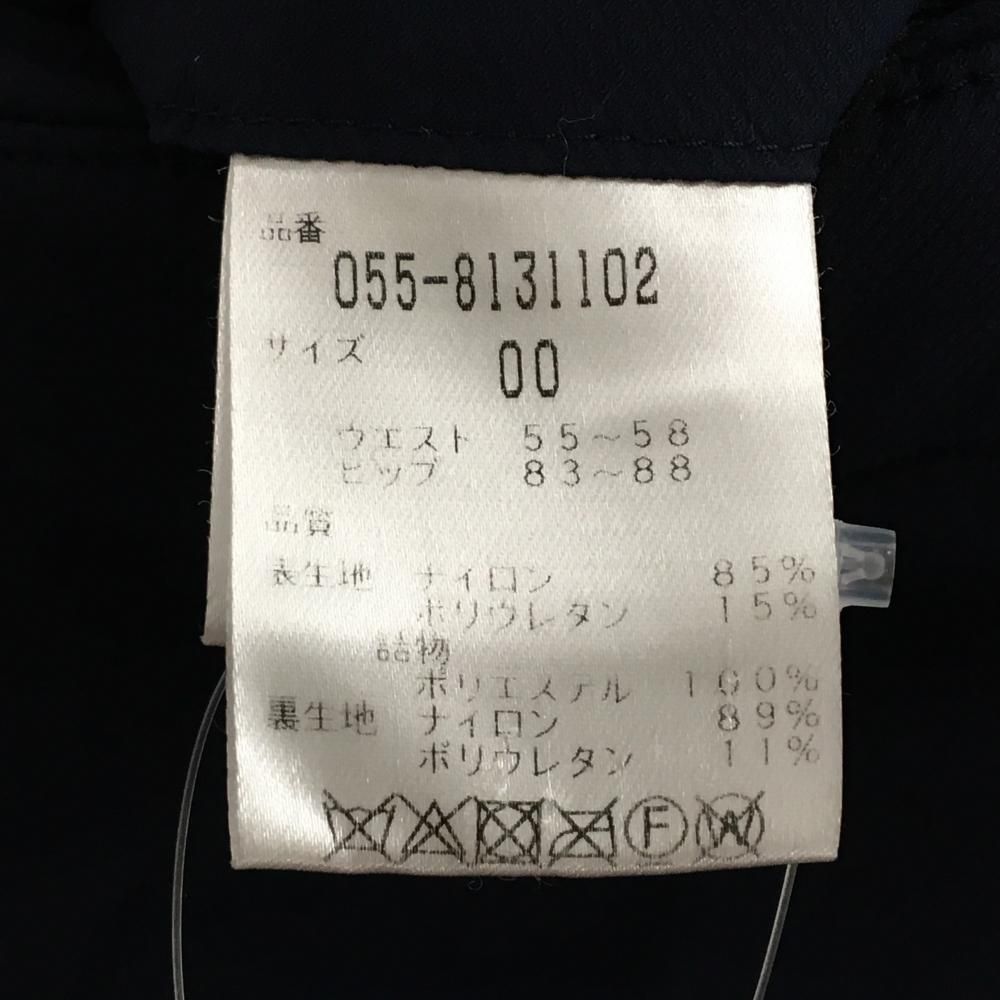 品番
055-8131102
サイズ 00
ウエスト 55~58
ヒップ 83~88
品質
表生地 ナイロン 85%
ポリウレタン 15%
詰物
ポリエステル 100%
裏生地 ナイロン 89%
ポリウレタン 11%
F W